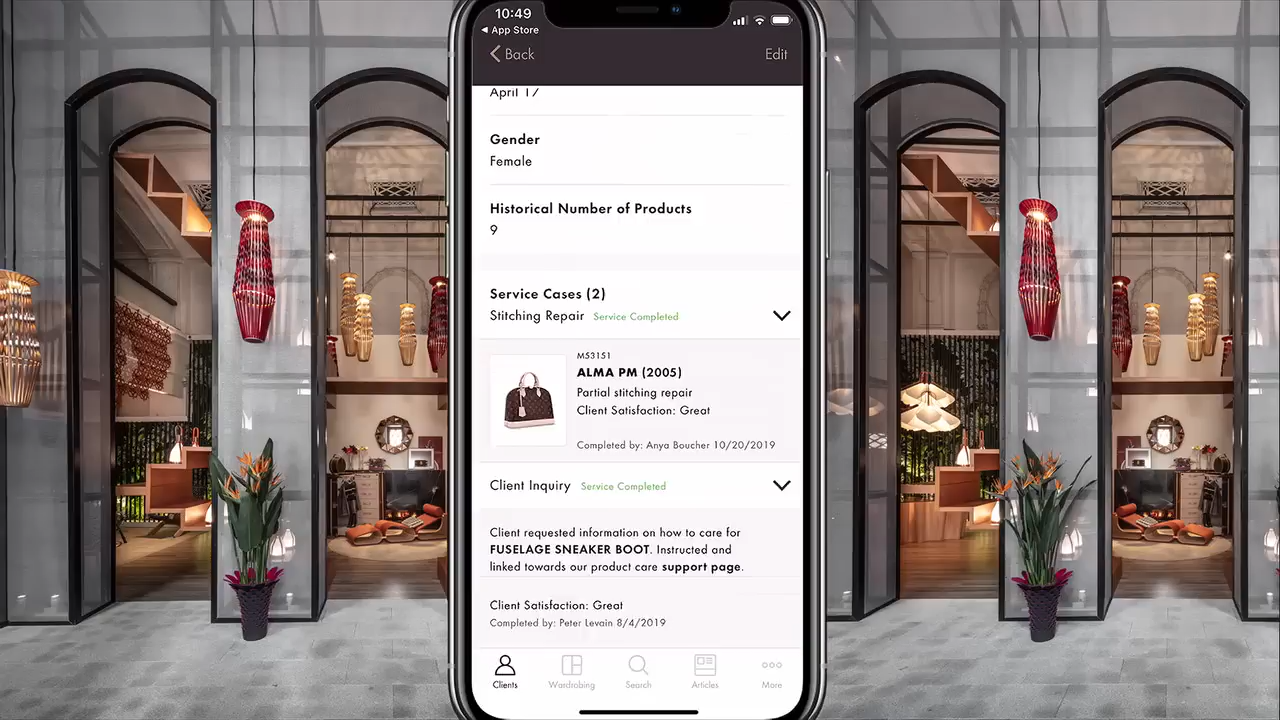 10:49
App Store
Back
Edit
April 17
Gender
Female
Historical Number of Products
9
Service Cases (2)
Stitching Repair Service Completed
M53151
ALMA PM (2005)
Partial stitching repair
Client Satisfaction: Great
Completed by: Anya Boucher 10/20/2019
Client Inquiry Service Completed
Client requested information on how to care for
FUSELAGE SNEAKER BOOT. Instructed and
linked towards our product care support page.
Client Satisfaction: Great
Completed by: Peter Levain 8/4/2019
Clients Wardrobing Search Articles More